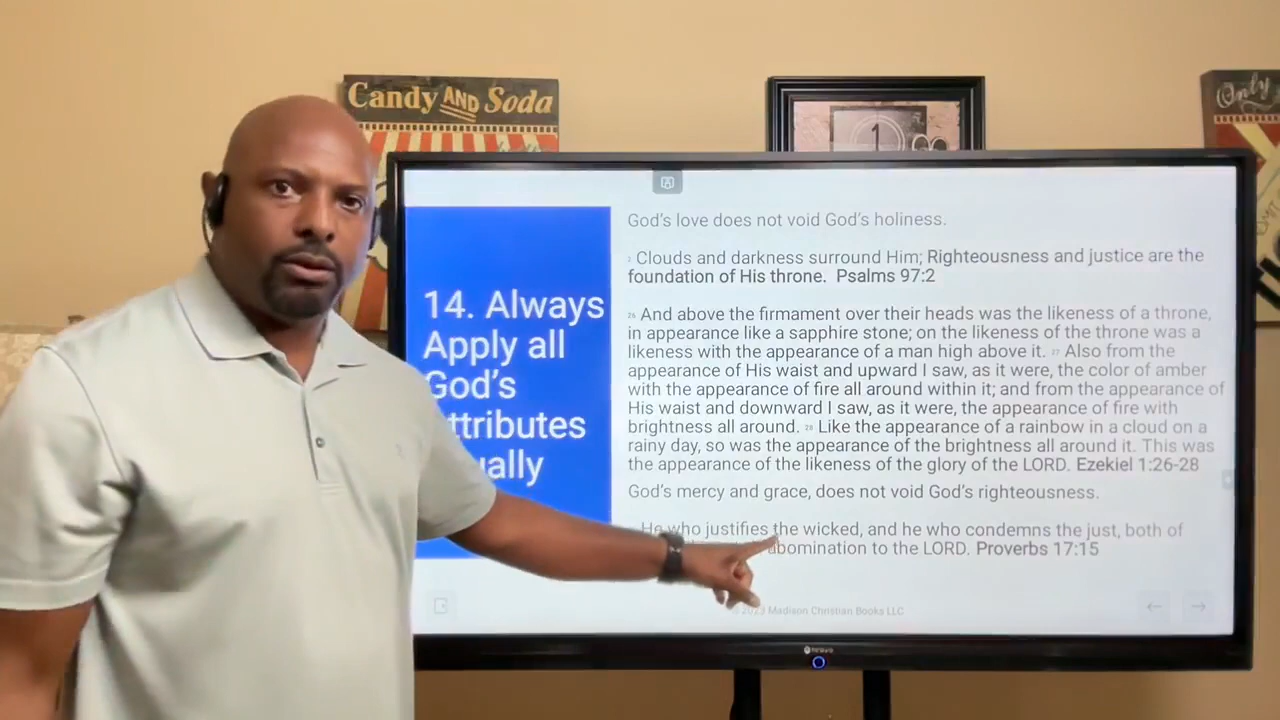 Candy AND Soda
Only
1
14. Always
Apply all
God's
ttributes
ually
God's love does not void God's holiness.
2 Clouds and darkness surround Him; Righteousness and justice are the
foundation of His throne. Psalms 97:2
26 And above the firmament over their heads was the likeness of a throne,
in appearance like a sapphire stone; on the likeness of the throne was a
likeness with the appearance of a man high above it. 27 Also from the
appearance of His waist and upward I saw, as it were, the color of amber
with the appearance of fire all around within it; and from the appearance of
His waist and downward I saw, as it were, the appearance of fire with
brightness all around. 28 Like the appearance of a rainbow in a cloud on a
rainy day, so was the appearance of the brightness all around it. This was
the appearance of the likeness of the glory of the LORD. Ezekiel 1:26-28
God's mercy and grace, does not void God's righteousness.
He who justifies the wicked, and he who condemns the just, both of
abomination to the LORD. Proverbs 17:15
2023 Madison Christian Books LLC